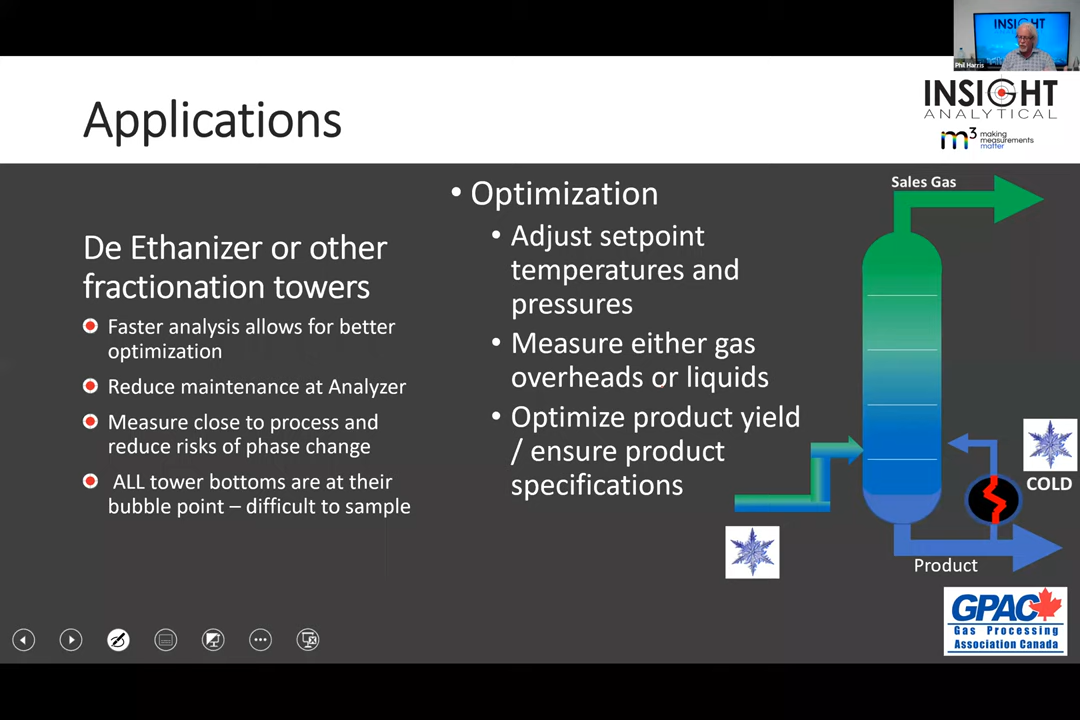 INSIGHT
Phil Harris
INSIGHT
ANALYTICAL
m3 making
measurements
matter
Applications
De Ethanizer or other
fractionation towers
Faster analysis allows for better
optimization
Reduce maintenance at Analyzer
Measure close to process and
reduce risks of phase change
ALL tower bottoms are at their
bubble point – difficult to sample
• Optimization
• Adjust setpoint
temperatures and
pressures
• Measure either gas
overheads or liquids
• Optimize product yield
/ ensure product
specifications
Sales Gas
COLD
Product
GPAC
Gas Processing
Association Canada